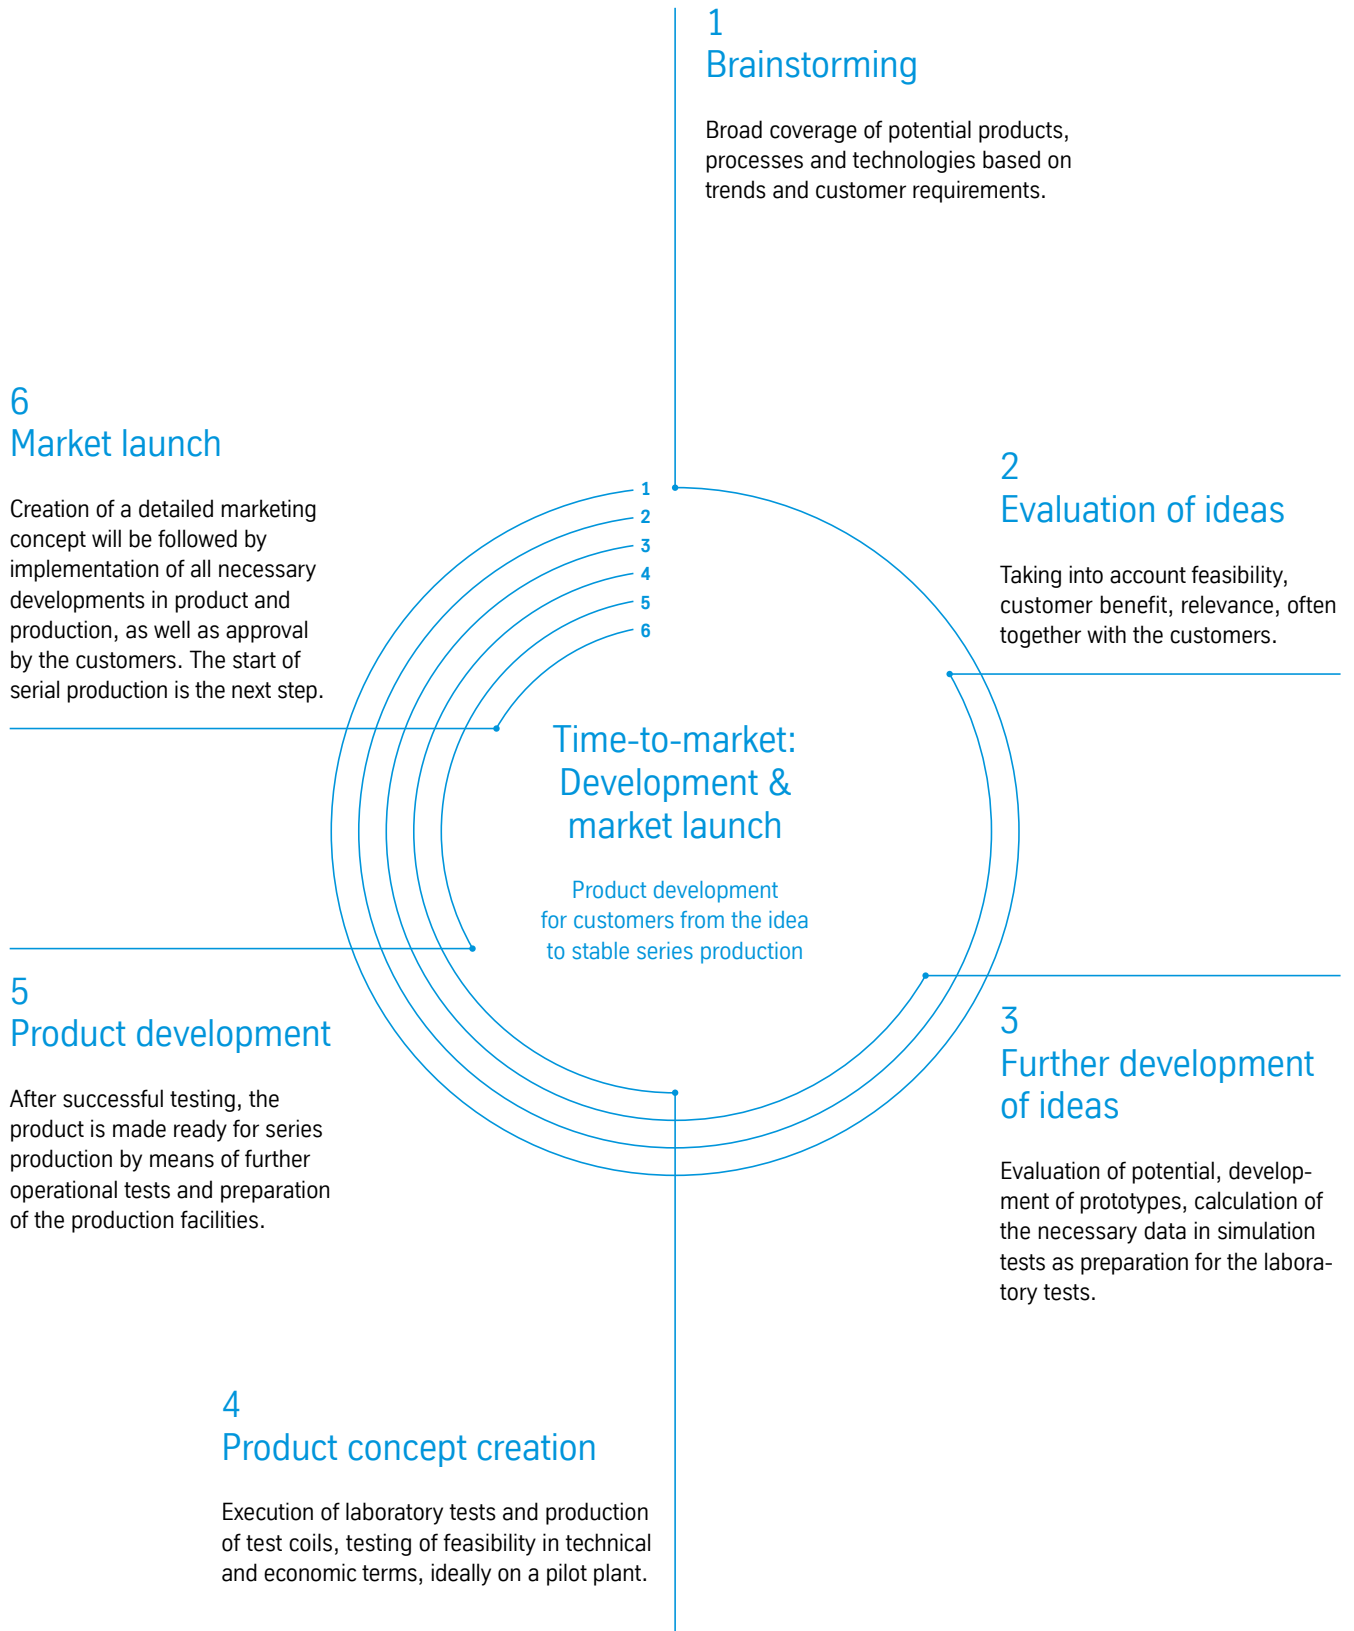 1
Brainstorming
Broad coverage of potential products,
processes and technologies based on
trends and customer requirements.
2
Evaluation of ideas
Taking into account feasibility,
customer benefit, relevance, often
together with the customers.
3
Further development
of ideas
Evaluation of potential, develop-
ment of prototypes, calculation of
the necessary data in simulation
tests as preparation for the labora-
tory tests.
4
Product concept creation
Execution of laboratory tests and production
of test coils, testing of feasibility in technical
and economic terms, ideally on a pilot plant.
5
Product development
After successful testing, the
product is made ready for series
production by means of further
operational tests and preparation
of the production facilities.
6
Market launch
Creation of a detailed marketing
concept will be followed by
implementation of all necessary
developments in product and
production, as well as approval
by the customers. The start of
serial production is the next step.
1
2
3
4
5
6
Time-to-market:
Development &
market launch
Product development
for customers from the idea
to stable series production